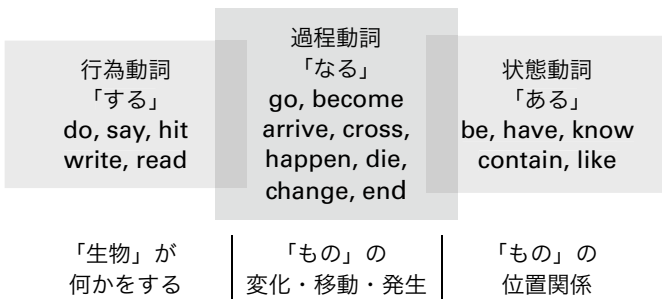 行為動詞
「する」
do, say, hit
write, read
過程動詞
「なる」
go, become
arrive, cross,
happen, die,
change, end
状態動詞
「ある」
be, have, know
contain, like
「生物」が
何かをする
「もの」の
変化・移動・発生
「もの」の
位置関係